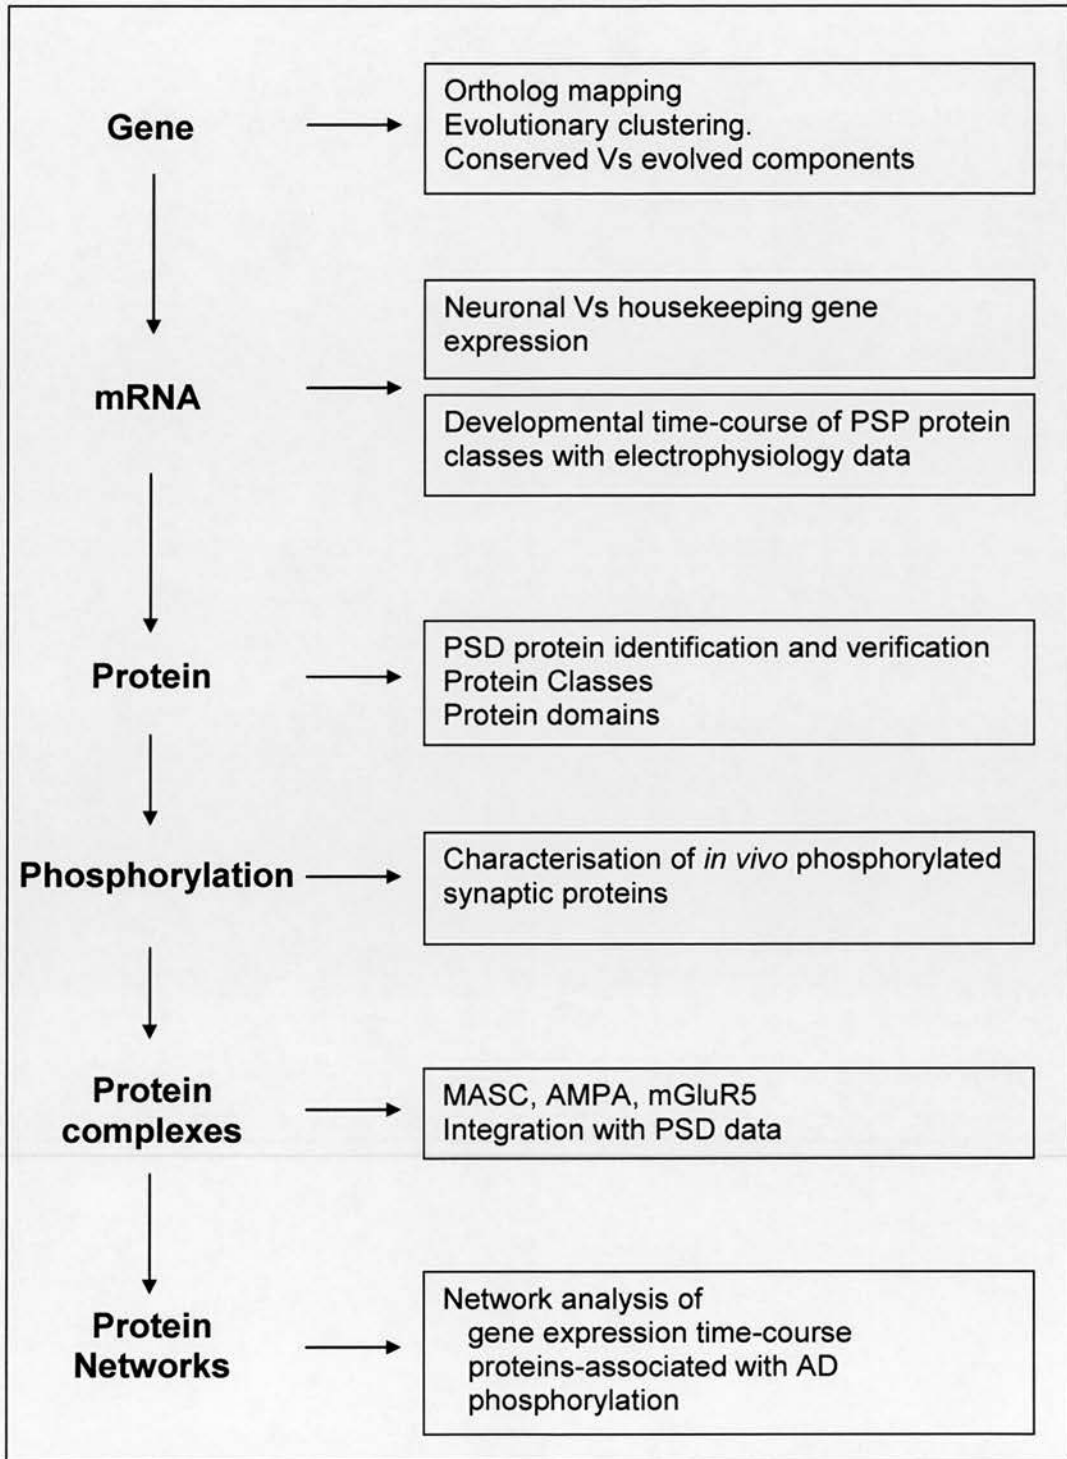 Gene
Ortholog mapping
Evolutionary clustering.
Conserved Vs evolved components
mRNA
Neuronal Vs housekeeping gene
expression
Developmental time-course of PSP protein
classes with electrophysiology data
Protein
PSD protein identification and verification
Protein Classes
Protein domains
Phosphorylation
Characterisation of in vivo phosphorylated
synaptic proteins
Protein
complexes
MASC, AMPA, mGluR5
Integration with PSD data
Protein
Networks
Network analysis of
gene expression time-course
proteins-associated with AD
phosphorylation